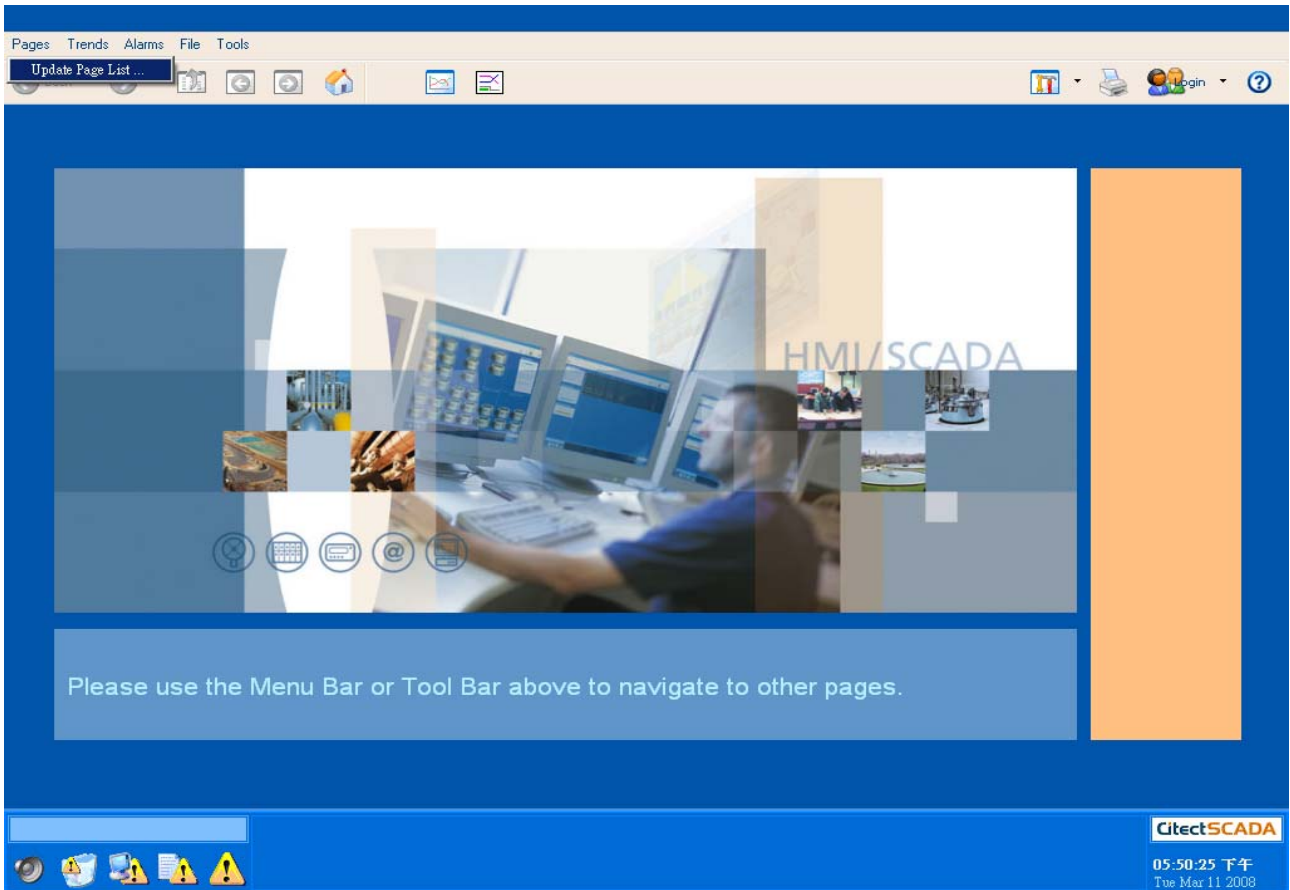 Pages Trends Alarms File Tools
Update Page List ...
Login
HMI/SCADA
@
Please use the Menu Bar or Tool Bar above to navigate to other pages.
CitectSCADA
05:50:25 下午
Tue Mar 11 2008